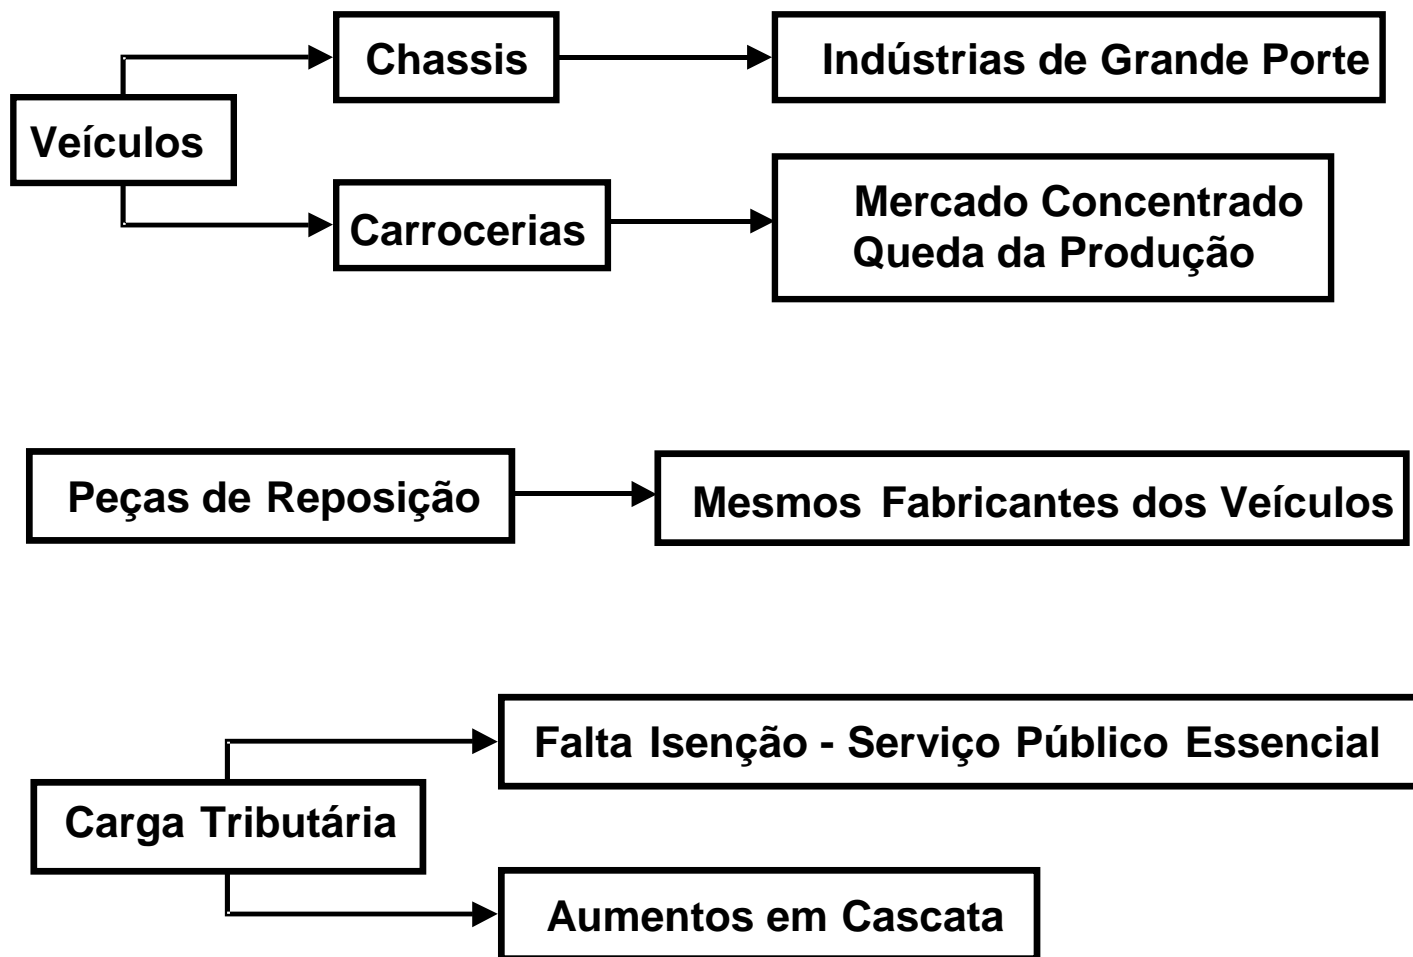 Chassis
Indústrias de Grande Porte
Veículos
Carrocerias
Mercado Concentrado
Queda da Produção
Peças de Reposição
Mesmos Fabricantes dos Veículos
Falta Isenção - Serviço Público Essencial
Carga Tributária
Aumentos em Cascata